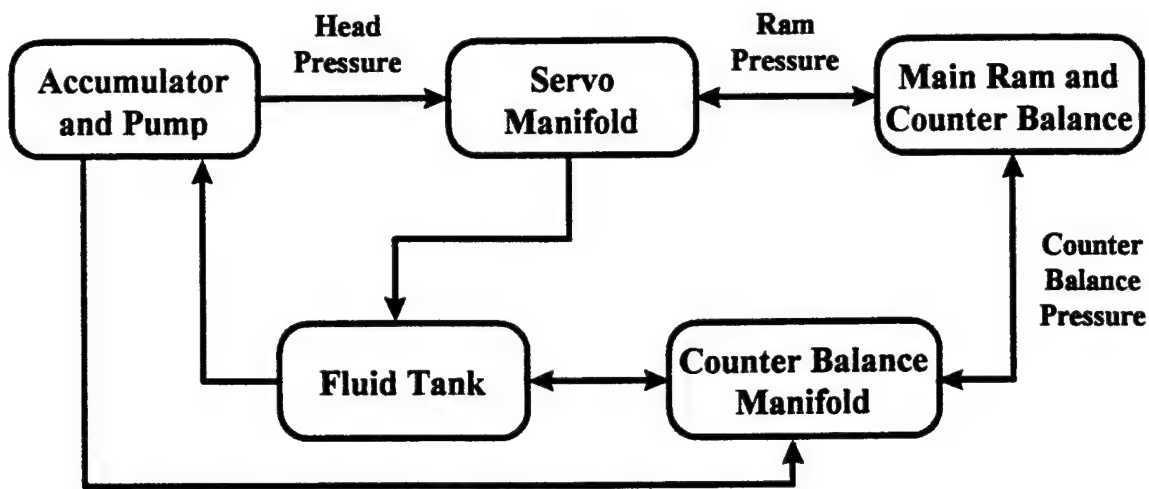 Head
Pressure
Ram
Pressure
Accumulator
and Pump
Servo
Manifold
Main Ram and
Counter Balance
Counter
Balance
Pressure
Fluid Tank
Counter Balance
Manifold